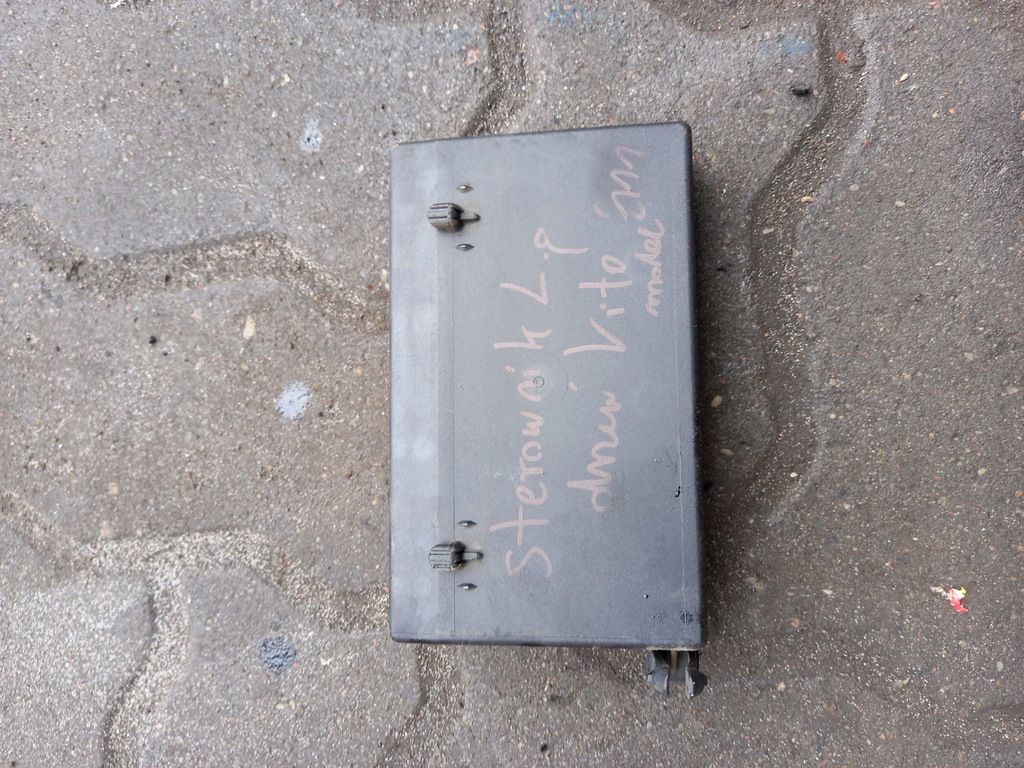 sterownik L.P
drzwi Vito
model